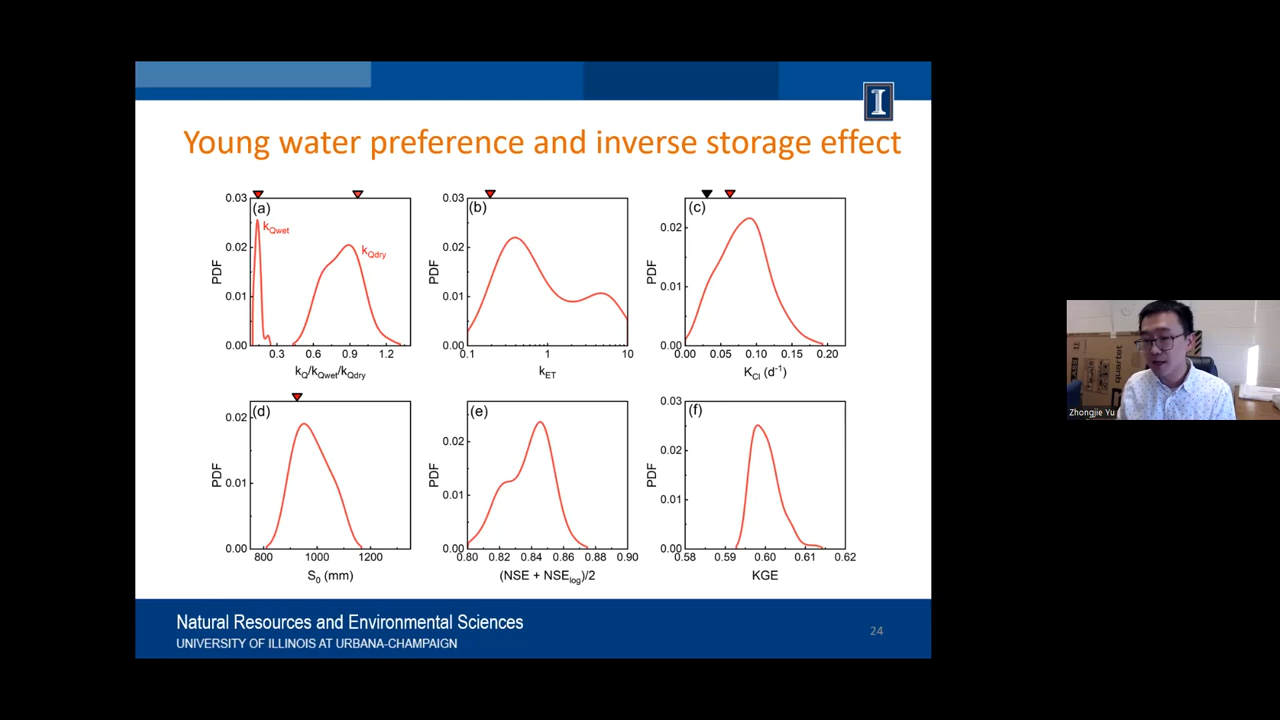 I
Young water preference and inverse storage effect
0.03
0.02
0.01
0.00
PDF
(a)
kQwet
kQdry
0.3 0.6 0.9 1.2
kQ/kQwet/kQdry
0.03
0.02
0.01
0.00
PDF
(b)
0.1 1 10
kET
0.02
0.01
0.00
PDF
(c)
0.00 0.05 0.10 0.15 0.20
KCl (d-1)
0.02
0.01
0.00
PDF
(d)
800 1000 1200
S0 (mm)
0.02
0.01
0.00
PDF
(e)
0.80 0.82 0.84 0.86 0.88 0.90
(NSE + NSElog)/2
0.03
0.02
0.01
0.00
PDF
(f)
0.58 0.59 0.60 0.61 0.62
KGE
Natural Resources and Environmental Sciences
UNIVERSITY OF ILLINOIS AT URBANA-CHAMPAIGN
24
quartet
Zhongjie Yu